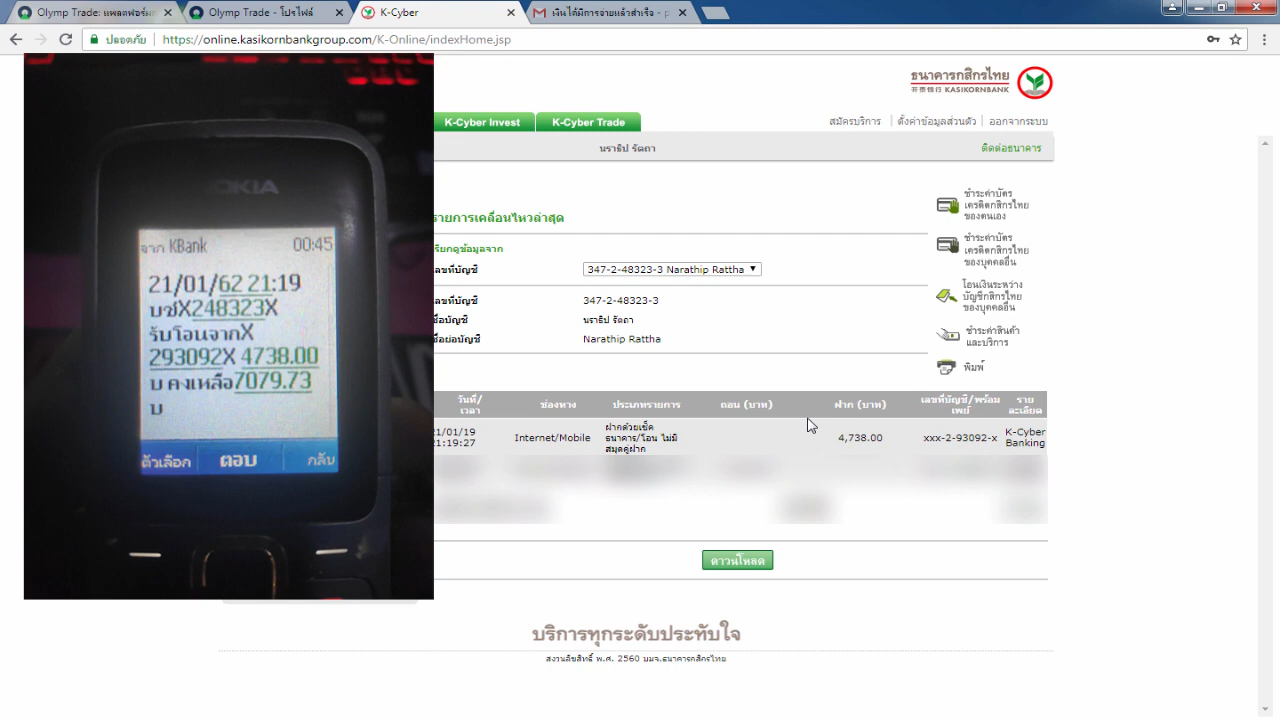 Olymp Trade: แพลตฟอร์ม
Olymp Trade - โปรไฟล์
K-Cyber
เงินได้มีการจ่ายแล้วสำเร็จ - p
ปลอดภัย
https://online.kasikornbankgroup.com/K-Online/indexHome.jsp
ธนาคารกสิกรไทย
开泰银行 KASIKORNBANK
K-Cyber Invest
K-Cyber Trade
สมัครบริการ
ตั้งค่าข้อมูลส่วนตัว
ออกจากระบบ
นราธิป รัตถา
ติดต่อธนาคาร
NOKIA
จาก KBank 00:45
21/01/62 21:19
บชX248323X
รับโอนจากX
293092X 4738.00
บ คงเหลือ7079.73
บ
ตัวเลือก ตอบ กลับ
รายการเคลื่อนไหวล่าสุด
เรียกดูข้อมูลจาก
ลขที่บัญชี 347-2-48323-3 Narathip Rattha
ลขที่บัญชี 347-2-48323-3
ชื่อบัญชี นราธิป รัตถา
ชื่อย่อบัญชี Narathip Rattha
ชำระค่าบัตร
เครดิตกสิกรไทย
ของตนเอง
ชำระค่าบัตร
เครดิตกสิกรไทย
ของบุคคลอื่น
โอนเงินระหว่าง
บัญชีกสิกรไทย
ของบุคคลอื่น
ชำระค่าสินค้า
และบริการ
พิมพ์
วันที่/
เวลา
ช่องทาง
ประเภทรายการ
ถอน (บาท)
ฝาก (บาท)
เลขที่บัญชี/พร้อม
เพย์
ราย
ละเอียด
21/01/19
21:19:27
Internet/Mobile
ฝากด้วยเช็ค
ธนาคาร/โอน ไม่มี
สมุดคู่ฝาก
4,738.00
xxx-2-93092-x
K-Cyber
Banking
ดาวน์โหลด
บริการทุกระดับประทับใจ
สงวนลิขสิทธิ์ พ.ศ. 2560 บมจ.ธนาคารกสิกรไทย